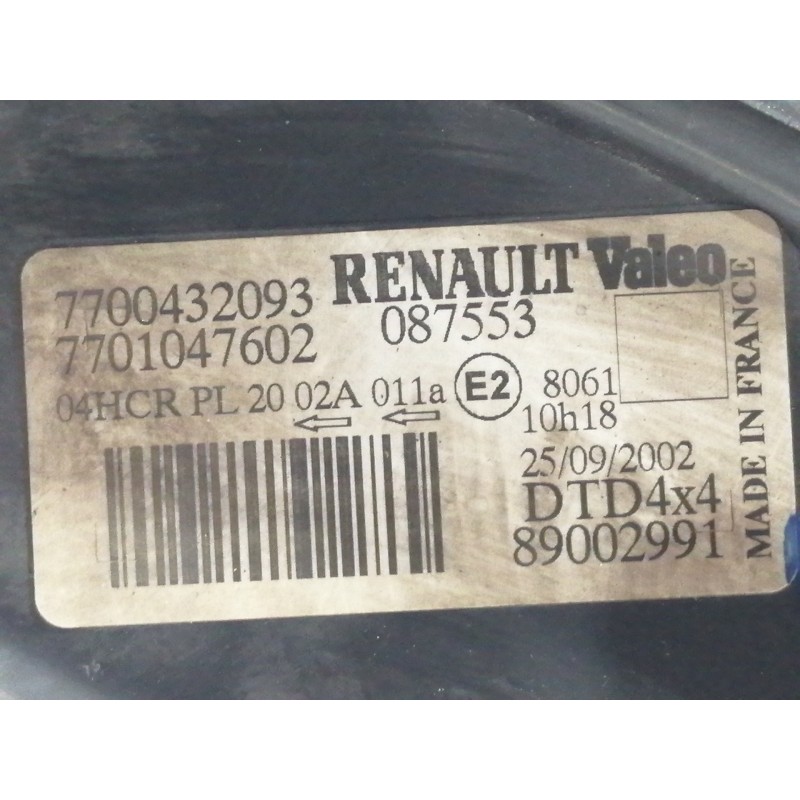 7700432093 RENAULT Valeo
7701047602 087553
04HCR PL 20 02A 011a E2 8061
10h18
25/09/2002
DTD4x4
89002991
MADE IN FRANCE